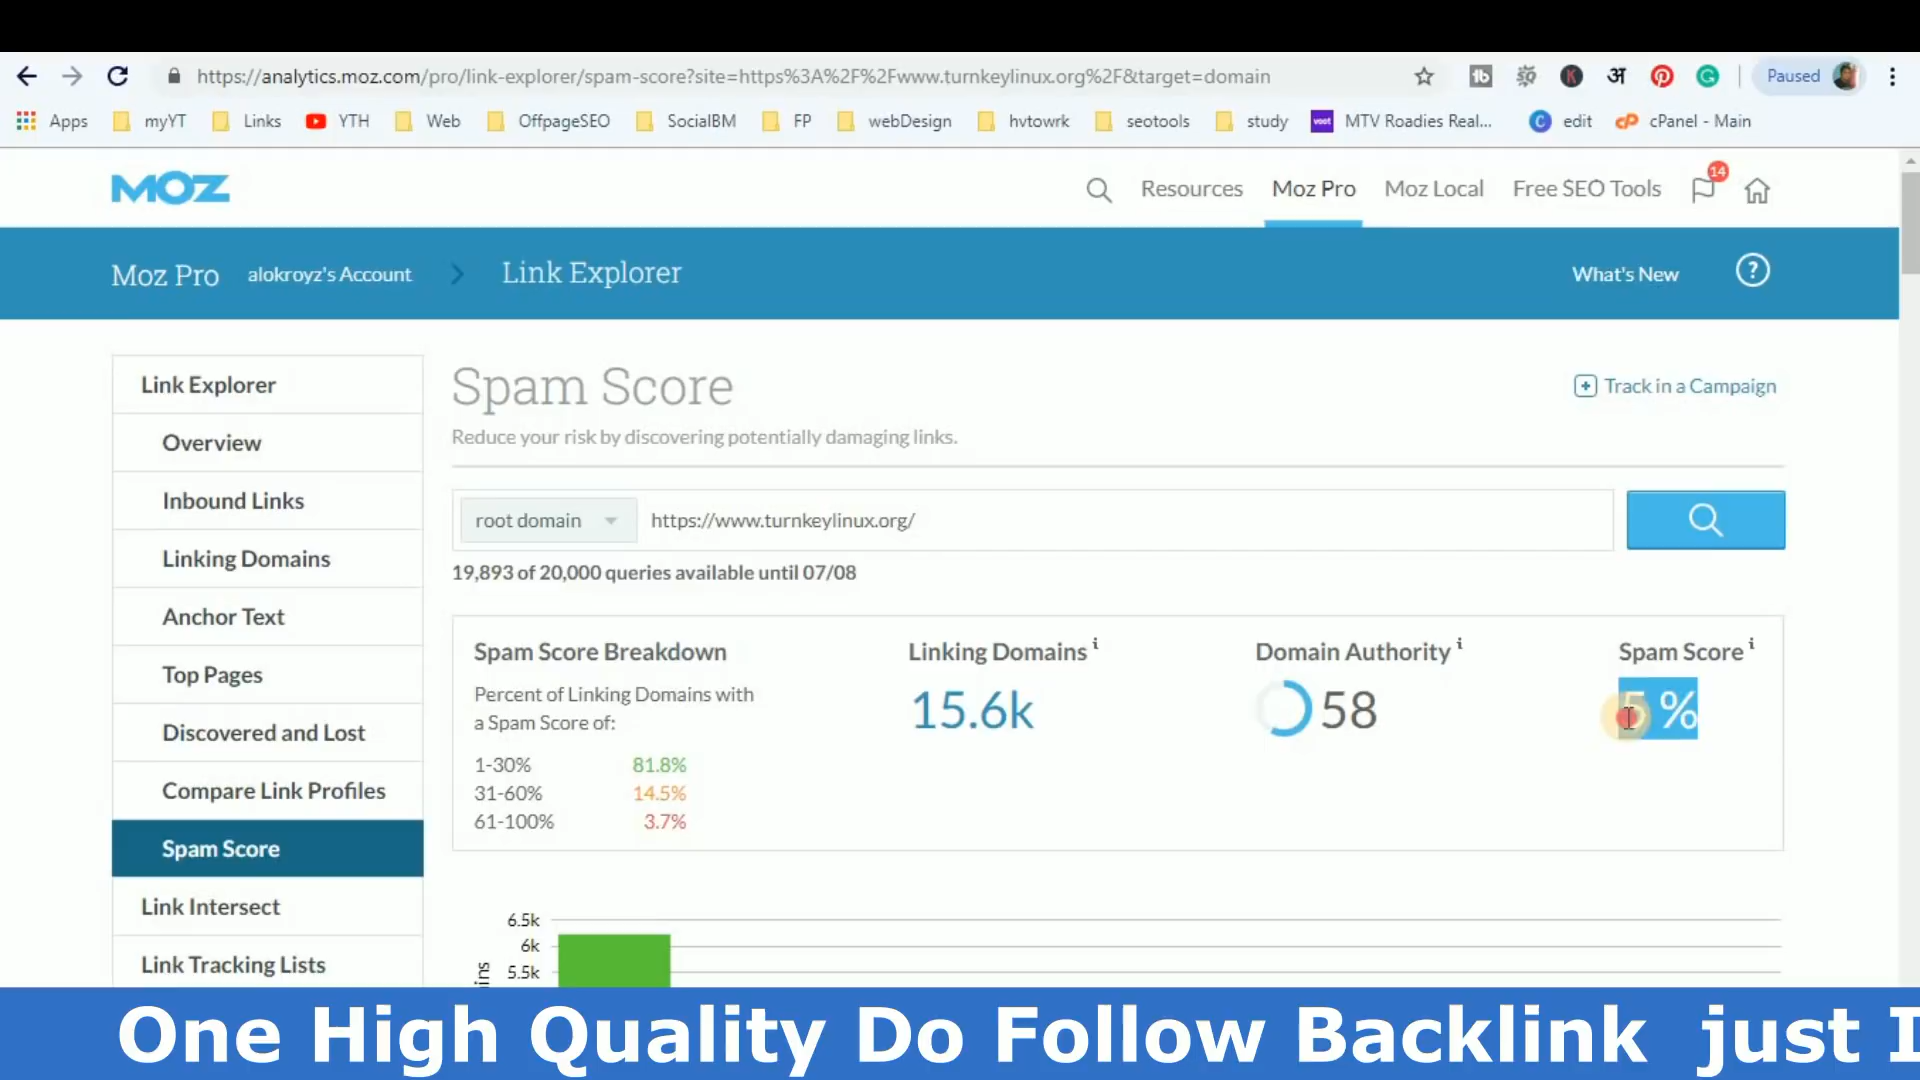 https://analytics.moz.com/pro/link-explorer/spam-score?site=https%3A%2F%2Fwww.turnkeylinux.org%2F&target=domain
Paused
Apps myYT Links YTH Web OffpageSEO SocialBM FP webDesign hvtowrk seotools study voot MTV Roadies Real... C edit cP cPanel - Main
MOZ
Resources Moz Pro Moz Local Free SEO Tools 14
Moz Pro alokroyz's Account Link Explorer What's New ?
Link Explorer
Overview
Inbound Links
Linking Domains
Anchor Text
Top Pages
Discovered and Lost
Compare Link Profiles
Spam Score
Link Intersect
Link Tracking Lists
Spam Score
Track in a Campaign
Reduce your risk by discovering potentially damaging links.
root domain https://www.turnkeylinux.org/
19,893 of 20,000 queries available until 07/08
Spam Score Breakdown
Percent of Linking Domains with
a Spam Score of:
1-30% 81.8%
31-60% 14.5%
61-100% 3.7%
Linking Domains i
15.6k
Domain Authority i
58
Spam Score i
5 %
6.5k
6k
5.5k
One High Quality Do Follow Backlink just I